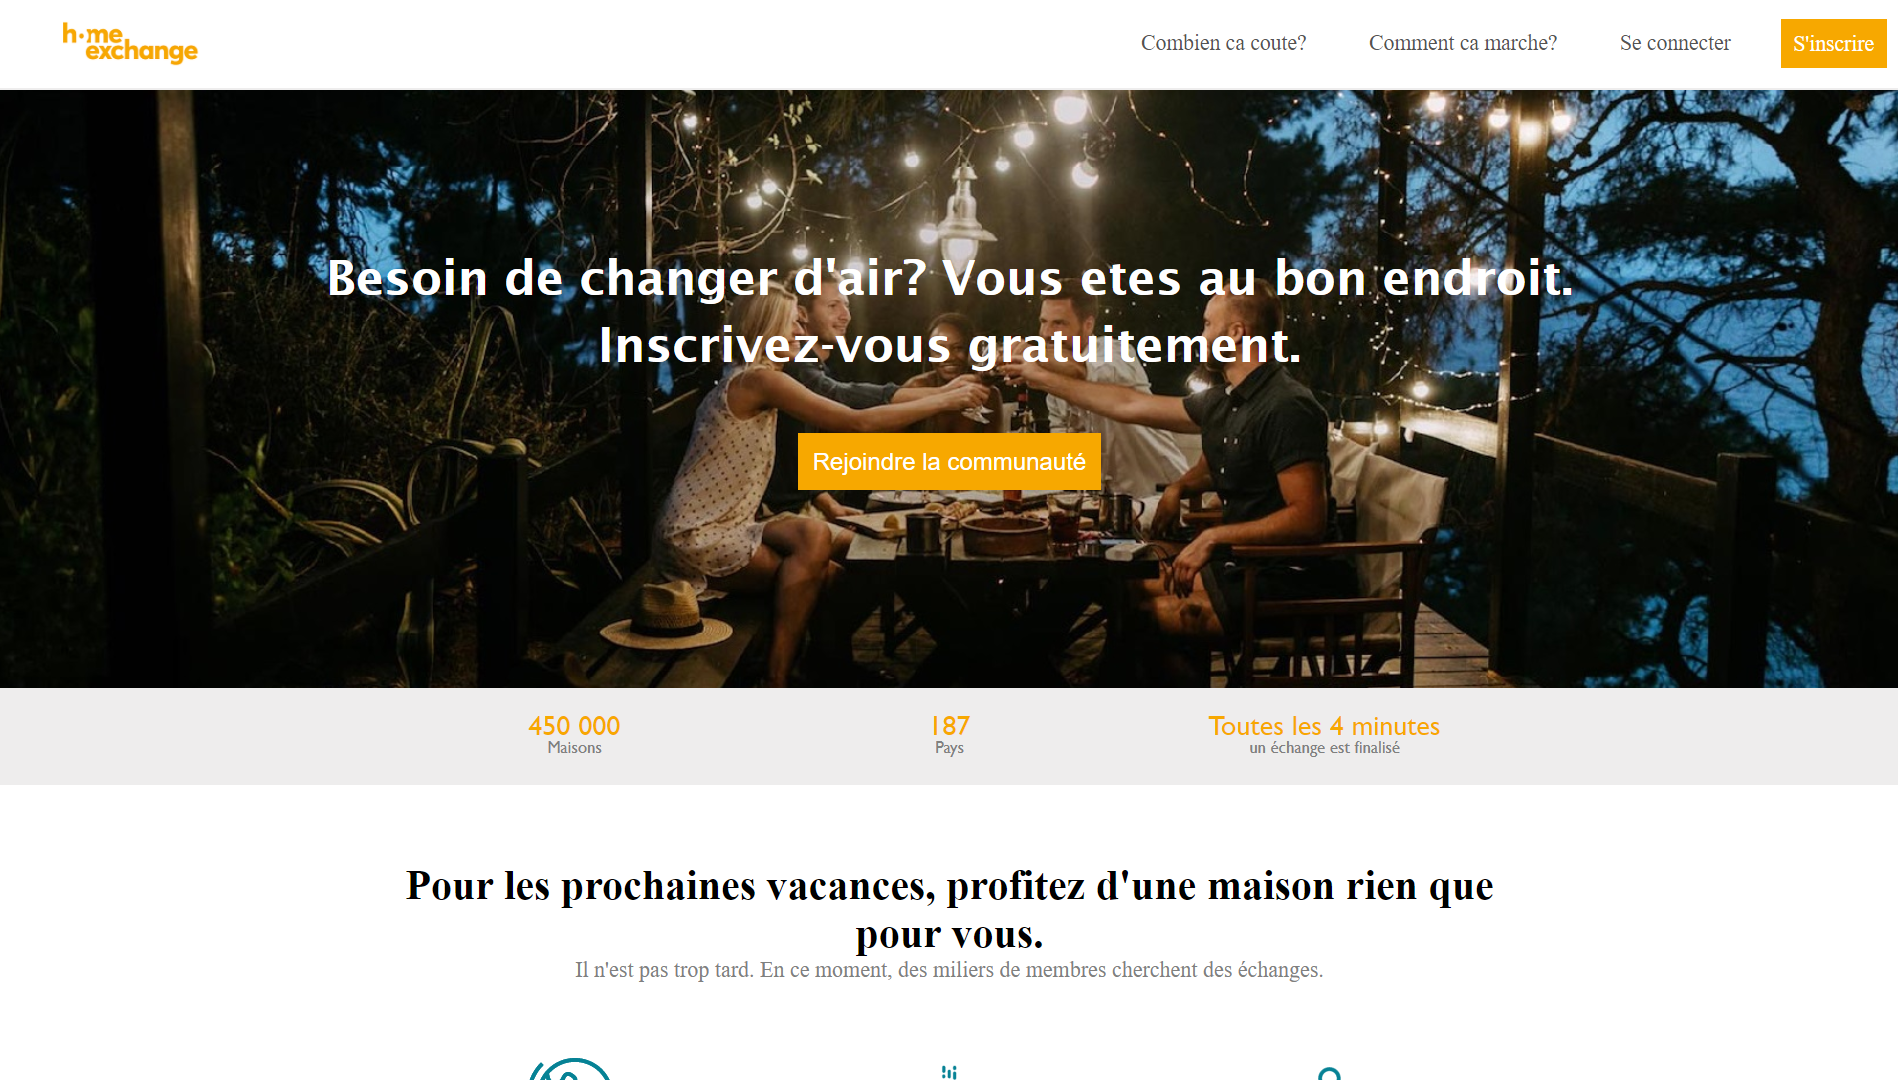 h·me
exchange
Combien ca coute?
Comment ca marche?
Se connecter
S'inscrire
Besoin de changer d'air? Vous etes au bon endroit.
Inscrivez-vous gratuitement.
Rejoindre la communauté
450 000
Maisons
187
Pays
Toutes les 4 minutes
un échange est finalisé
Pour les prochaines vacances, profitez d'une maison rien que
pour vous.
Il n'est pas trop tard. En ce moment, des miliers de membres cherchent des échanges.